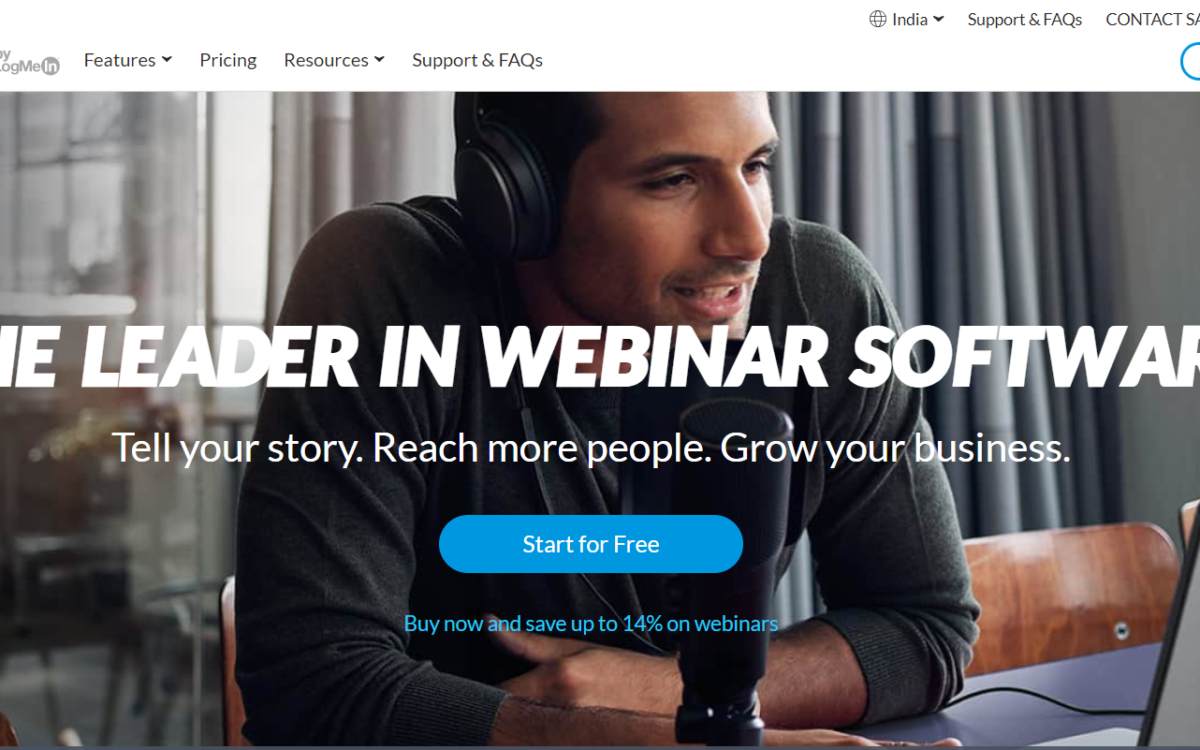 India
Support & FAQs
CONTACT SA
by
LogMeIn
Features
Pricing
Resources
Support & FAQs
HE LEADER IN WEBINAR SOFTWAR
Tell your story. Reach more people. Grow your business.
Start for Free
Buy now and save up to 14% on webinars